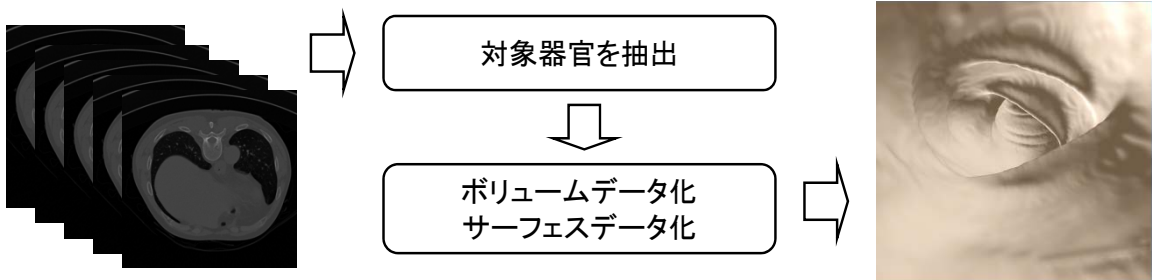 対象器官を抽出
ボリュームデータ化
サーフェスデータ化